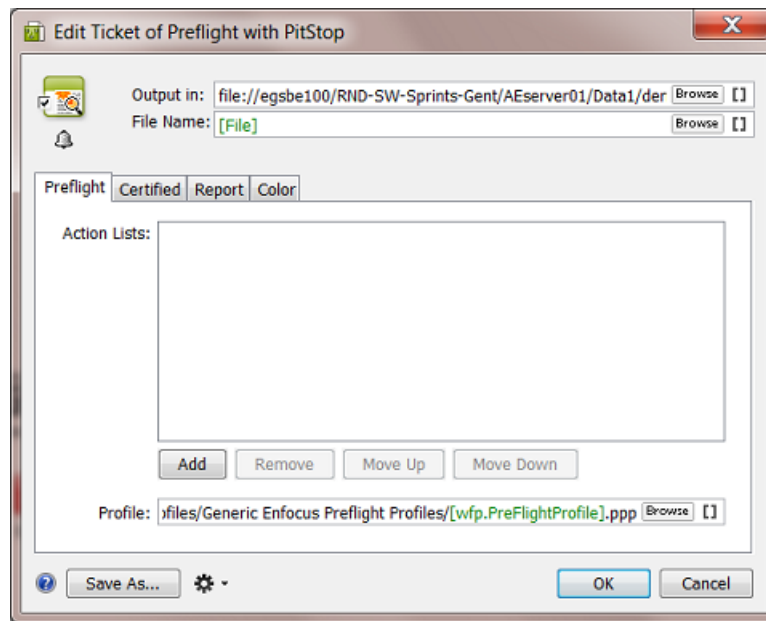 Edit Ticket of Preflight with PitStop
X
Output in: file://egsbe100/RND-SW-Sprints-Gent/AEserver01/Data1/der Browse []
File Name: [File] Browse []
Preflight Certified Report Color
Action Lists:
Add Remove Move Up Move Down
Profile: ofiles/Generic Enfocus Preflight Profiles/[wfp.PreFlightProfile].ppp Browse []
? Save As... OK Cancel